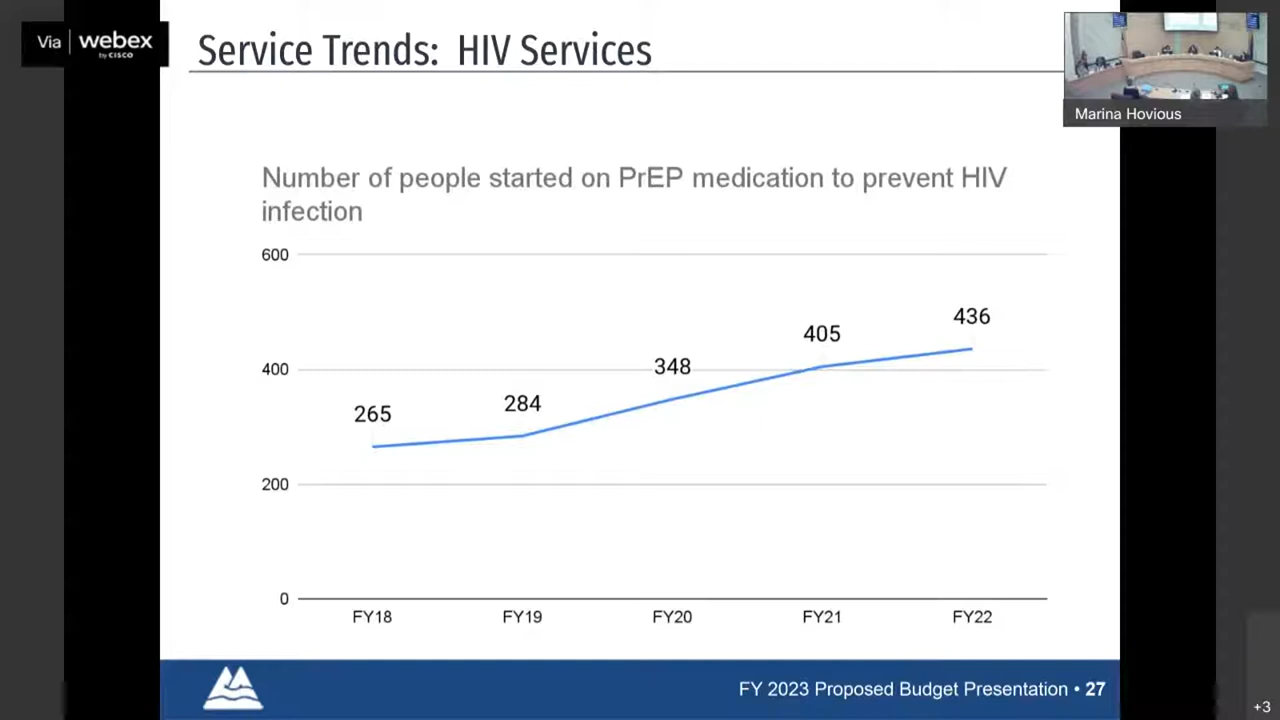 Via webex
by CISCO
Service Trends: HIV Services
Marina Hovious
Number of people started on PrEP medication to prevent HIV
infection
600
400
200
0
265
284
348
405
436
FY18
FY19
FY20
FY21
FY22
FY 2023 Proposed Budget Presentation • 27
+3